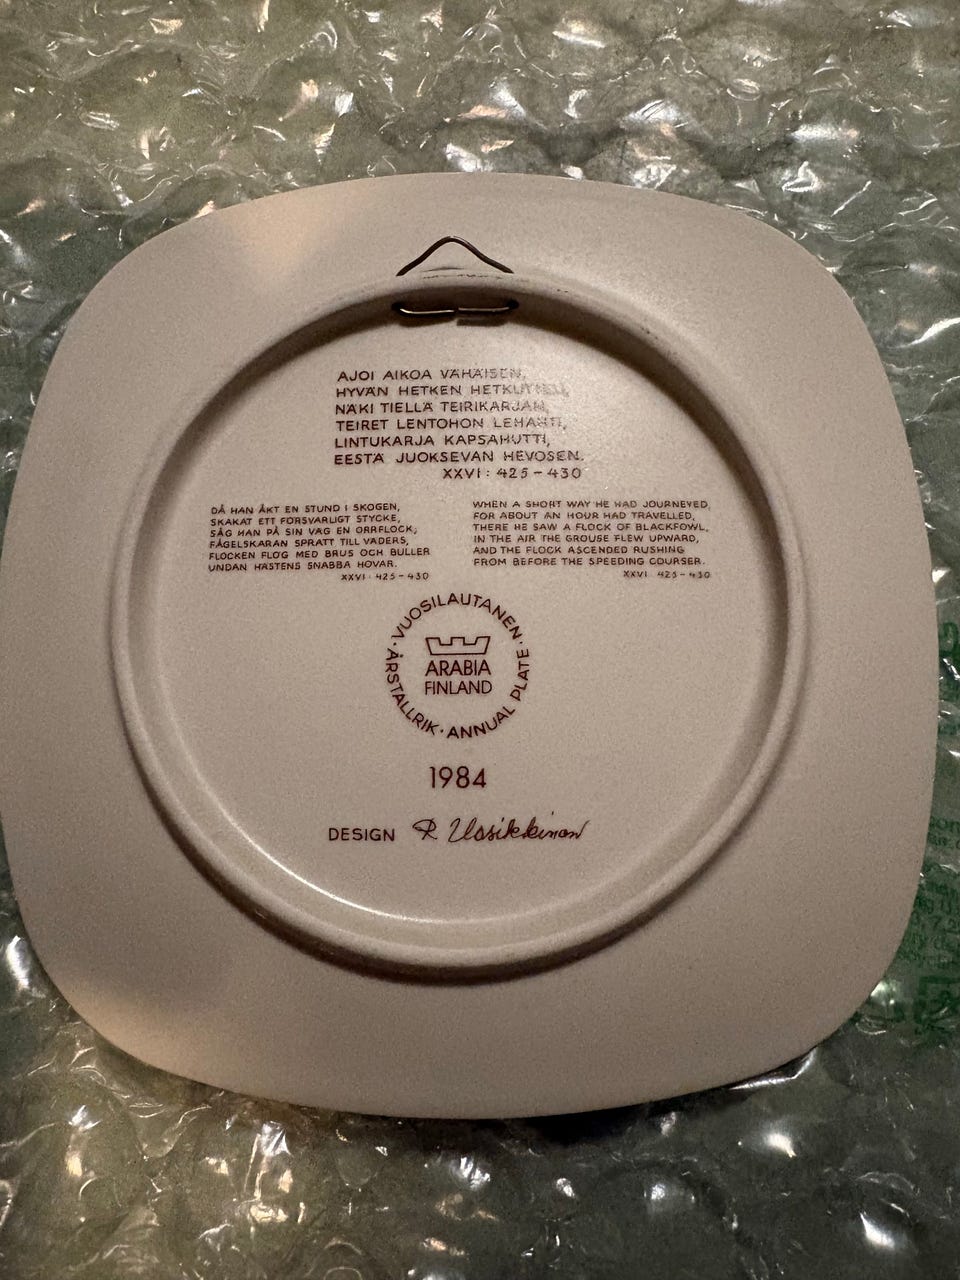 AJOI AIKOA VÄHÄISEN,
HYVÄN HETKEN HETKUTTELI,
NÄKI TIELLÄ TEIRIKARJAN,
TEIRET LENTOHON LEHAHTI,
LINTUKARJA KAPSAHUTTI,
EESTÄ JUOKSEVAN HEVOSEN.
XXVI: 425-430
DÅ HAN ÅKT EN STUND I SKOGEN,
SKAKAT ETT FÖRSVARLIGT STYCKE,
SÅG HAN PÅ SIN VÄG EN ORRFLOCK;
FÅGELSKARAN SPRATT TILL VÄDERS,
FLOCKEN FLÖG MED BRUS OCH BULLER
UNDAN HÄSTENS SNABBA HOVAR.
XXVI: 425-430
WHEN A SHORT WAY HE HAD JOURNEYED,
FOR ABOUT AN HOUR HAD TRAVELLED,
THERE HE SAW A FLOCK OF BLACKFOWL,
IN THE AIR THE GROUSE FLEW UPWARD,
AND THE FLOCK ASCENDED RUSHING
FROM BEFORE THE SPEEDING COURSER.
XXVI: 425-430
· VUOSILAUTANEN · ANNUAL PLATE · ÅRSTALLRIK
ARABIA
FINLAND
1984
DESIGN R. Uosikkinen